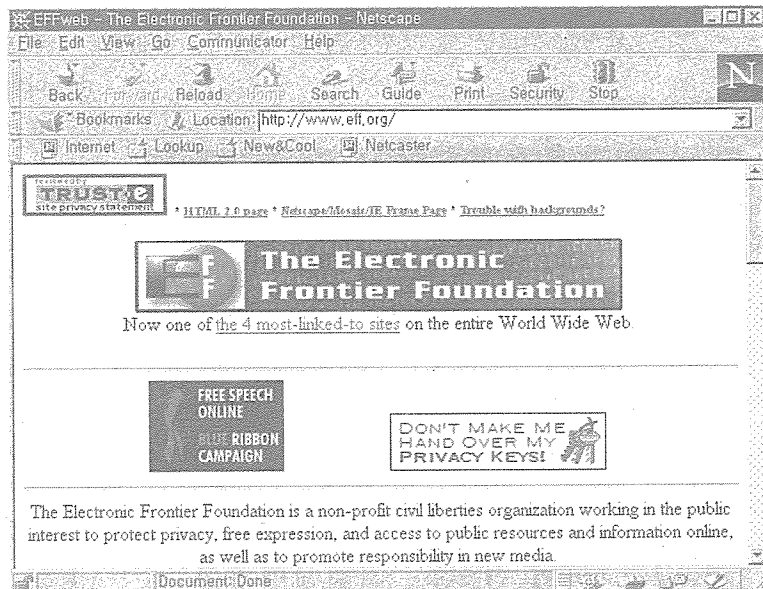 EFFweb - The Electronic Frontier Foundation - Netscape
File Edit View Go Communicator Help
Back Forward Reload Home Search Guide Print Security Stop
N
Bookmarks Location: http://www.eff.org/
Internet Lookup New&Cool Netcaster
reviewed by
TRUSTe
site privacy statement
* HTML 2.0 page * Netscape/Mosaic/IE Frame Page * Trouble with backgrounds?
E F
F
The Electronic
Frontier Foundation
Now one of the 4 most-linked-to sites on the entire World Wide Web.
FREE SPEECH
ONLINE
BLUE RIBBON
CAMPAIGN
DON'T MAKE ME
HAND OVER MY
PRIVACY KEYS!
The Electronic Frontier Foundation is a non-profit civil liberties organization working in the public
interest to protect privacy, free expression, and access to public resources and information online,
as well as to promote responsibility in new media.
Document: Done